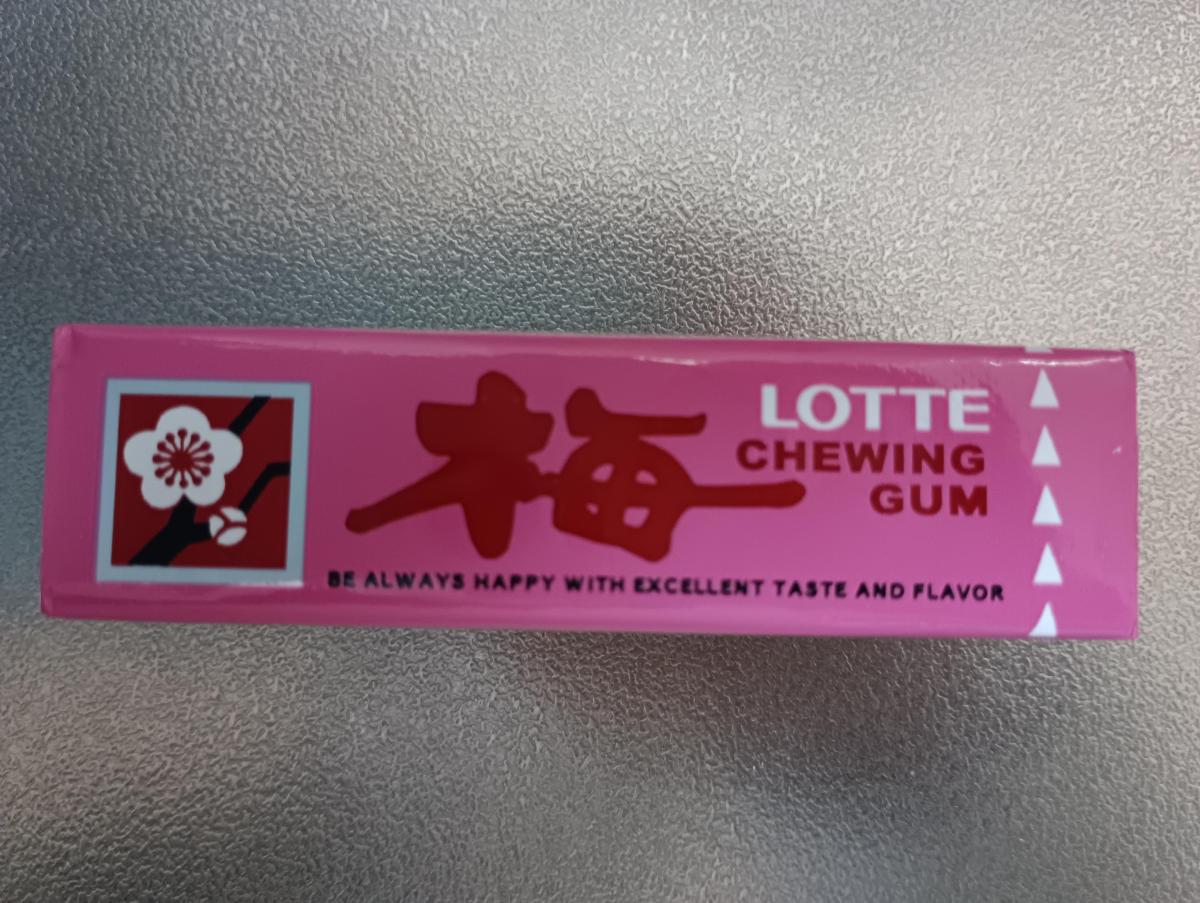 梅
LOTTE
CHEWING
GUM
BE ALWAYS HAPPY WITH EXCELLENT TASTE AND FLAVOR